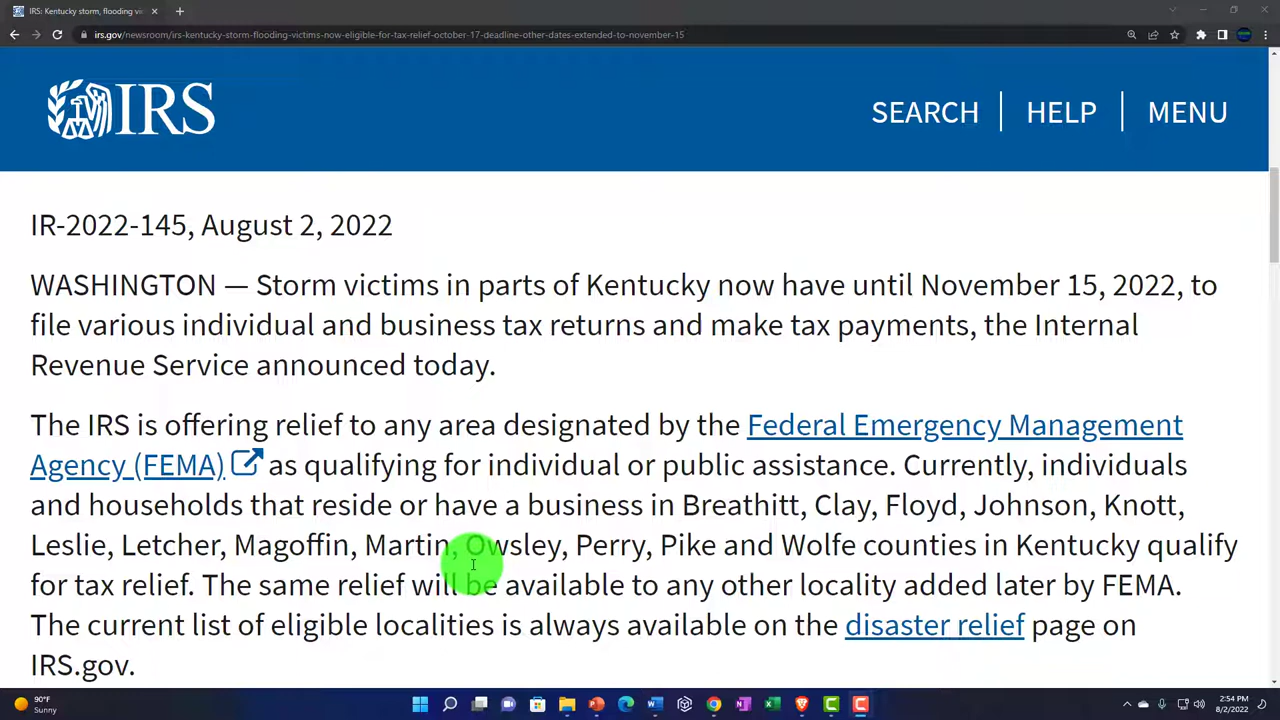 IRS: Kentucky storm, flooding vi
irs.gov/newsroom/irs-kentucky-storm-flooding-victims-now-eligible-for-tax-relief-october-17-deadline-other-dates-extended-to-november-15
IRS
SEARCH HELP MENU
IR-2022-145, August 2, 2022
WASHINGTON — Storm victims in parts of Kentucky now have until November 15, 2022, to
file various individual and business tax returns and make tax payments, the Internal
Revenue Service announced today.
The IRS is offering relief to any area designated by the Federal Emergency Management
Agency (FEMA) as qualifying for individual or public assistance. Currently, individuals
and households that reside or have a business in Breathitt, Clay, Floyd, Johnson, Knott,
Leslie, Letcher, Magoffin, Martin, Owsley, Perry, Pike and Wolfe counties in Kentucky qualify
for tax relief. The same relief will be available to any other locality added later by FEMA.
The current list of eligible localities is always available on the disaster relief page on
IRS.gov.
90°F
Sunny
2:54 PM
8/2/2022